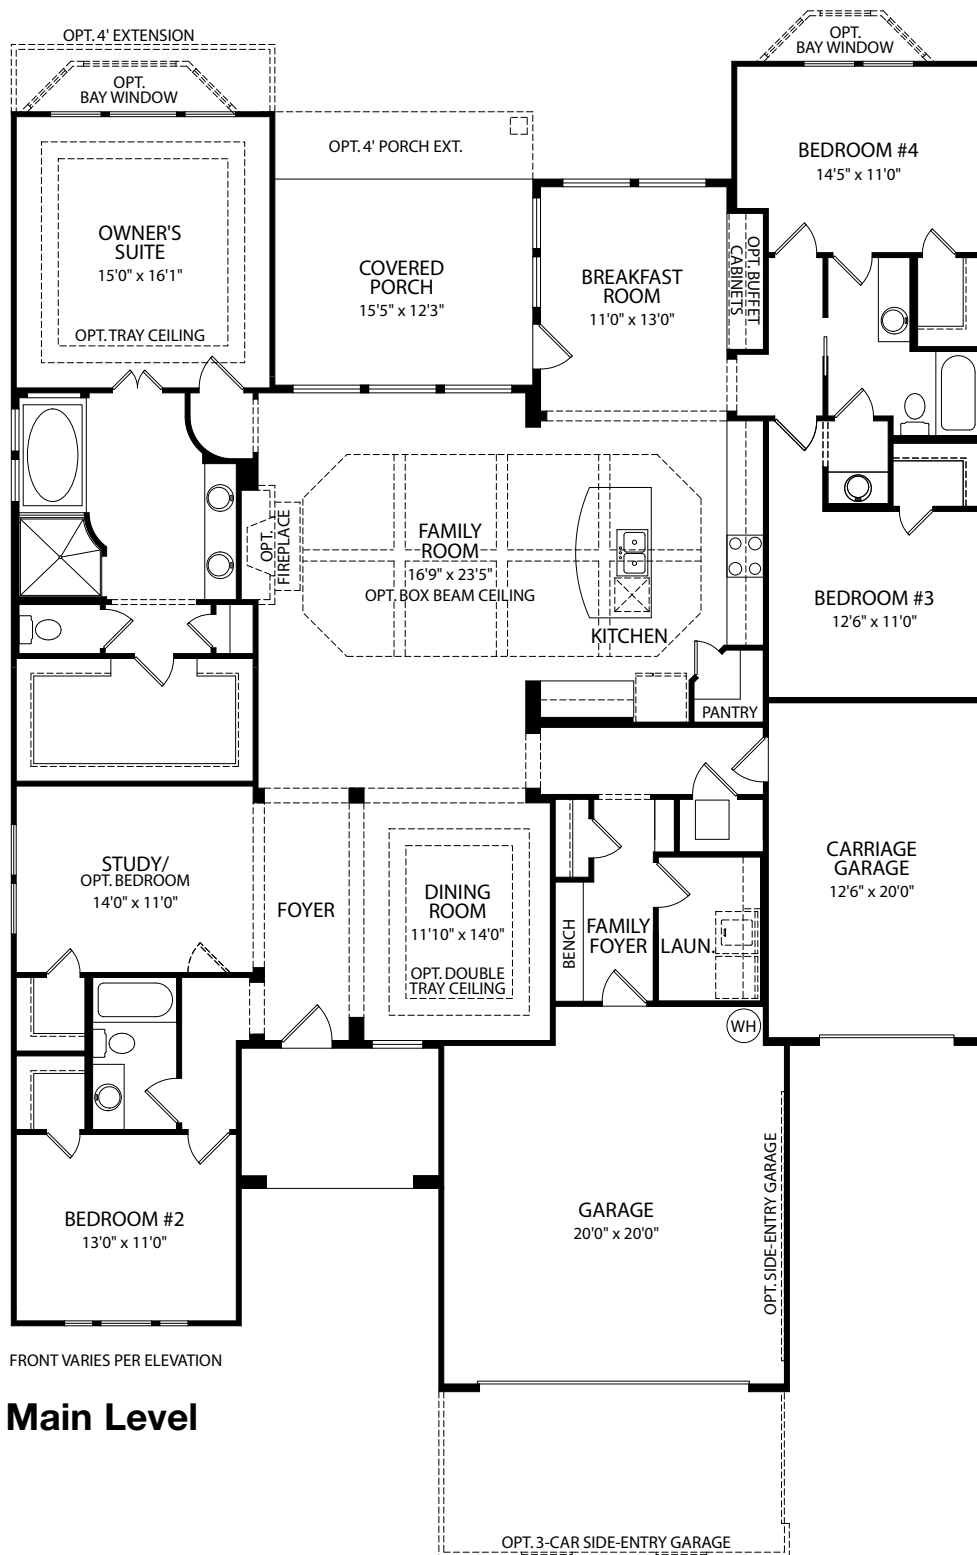 OPT. 4' EXTENSION
OPT.
BAY WINDOW
OPT.
BAY WINDOW
OPT. 4' PORCH EXT.
BEDROOM #4
14'5" x 11'0"
OWNER'S
SUITE
15'0" x 16'1"
OPT. TRAY CEILING
COVERED
PORCH
15'5" x 12'3"
BREAKFAST
ROOM
11'0" x 13'0"
OPT. BUFFET
CABINETS
OPT.
FIREPLACE
FAMILY
ROOM
16'9" x 23'5"
OPT. BOX BEAM CEILING
KITCHEN
BEDROOM #3
12'6" x 11'0"
PANTRY
STUDY/
OPT. BEDROOM
14'0" x 11'0"
FOYER
DINING
ROOM
11'10" x 14'0"
OPT. DOUBLE
TRAY CEILING
BENCH
FAMILY
FOYER
LAUN.
CARRIAGE
GARAGE
12'6" x 20'0"
WH
BEDROOM #2
13'0" x 11'0"
GARAGE
20'0" x 20'0"
OPT. SIDE-ENTRY GARAGE
FRONT VARIES PER ELEVATION
Main Level
OPT. 3-CAR SIDE-ENTRY GARAGE